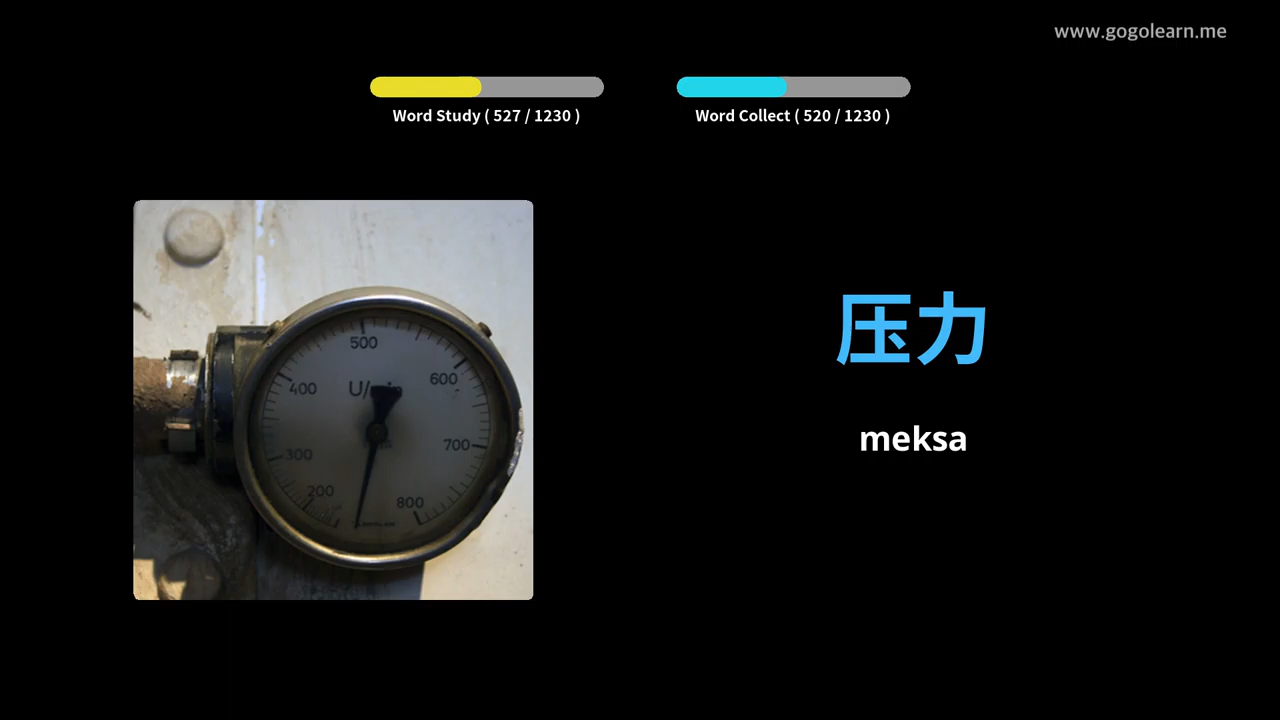 www.gogolearn.me
Word Study ( 527 / 1230 )
Word Collect ( 520 / 1230 )
500
400
600
300
700
200
800
压力
meksa